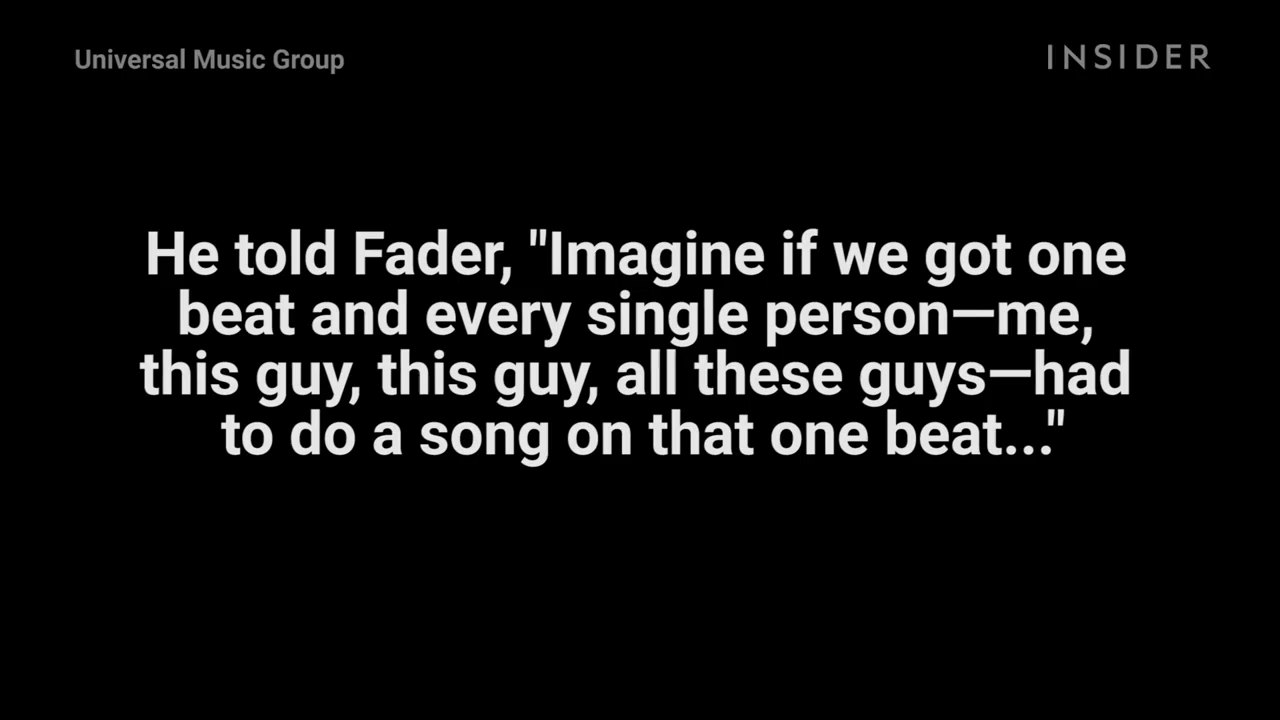 Universal Music Group
INSIDER
He told Fader, "Imagine if we got one
beat and every single person—me,
this guy, this guy, all these guys—had
to do a song on that one beat..."